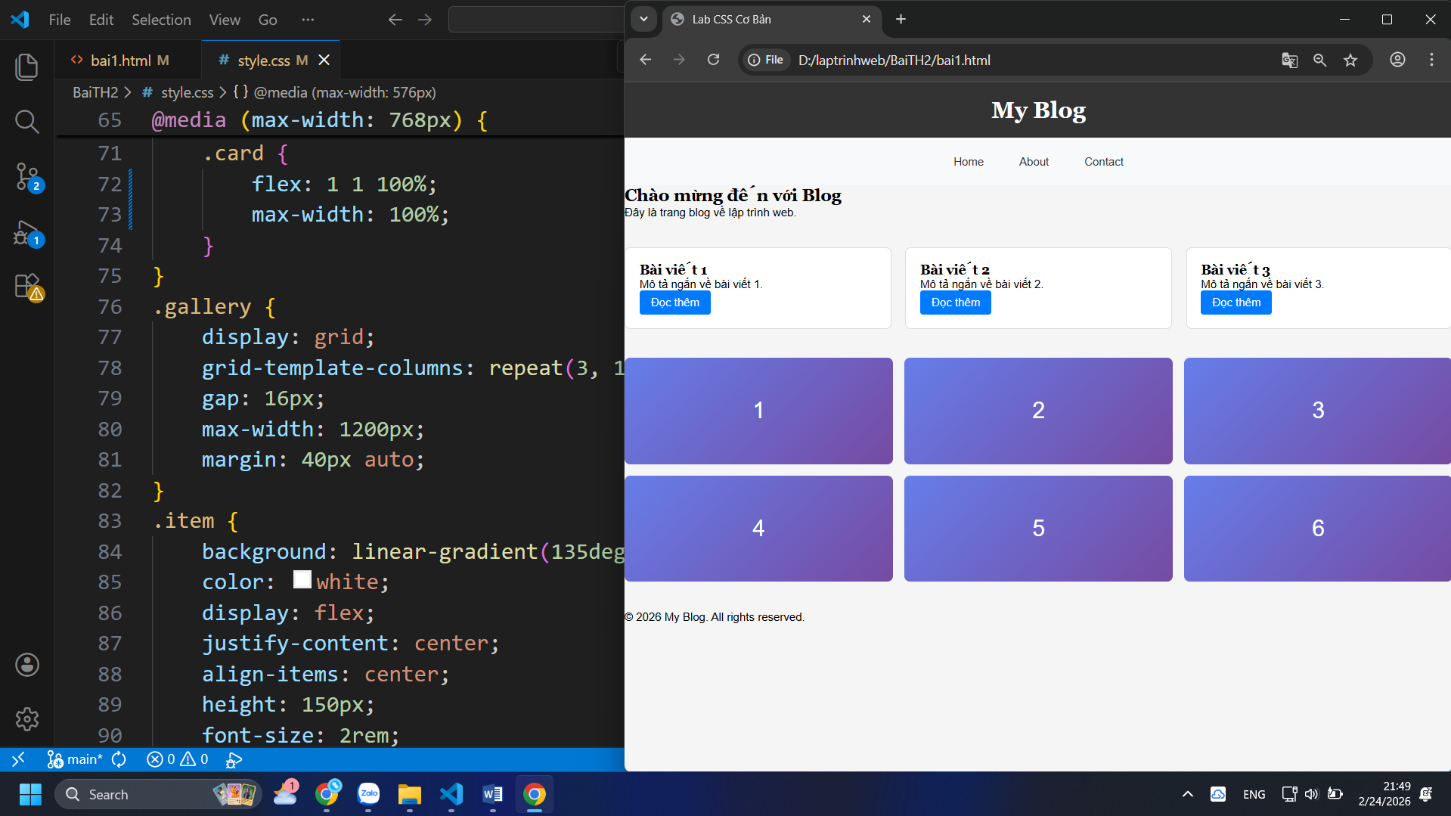 File Edit Selection View Go ...
bai1.html M
# style.css M
BaiTH2 > # style.css > { } @media (max-width: 576px)
65 @media (max-width: 768px) {
71 .card {
72 flex: 1 1 100%;
73 max-width: 100%;
74 }
75 }
76 .gallery {
77 display: grid;
78 grid-template-columns: repeat(3, 1
79 gap: 16px;
80 max-width: 1200px;
81 margin: 40px auto;
82 }
83 .item {
84 background: linear-gradient(135deg
85 color: white;
86 display: flex;
87 justify-content: center;
88 align-items: center;
89 height: 150px;
90 font-size: 2rem;
2
1
main* 0 0
Lab CSS Cơ Bản
File D:/laptrinhweb/BaiTH2/bai1.html
My Blog
Home About Contact
Chào mừng đến với Blog
Đây là trang blog về lập trình web.
Bài viết 1
Mô tả ngắn về bài viết 1.
Đọc thêm
Bài viết 2
Mô tả ngắn về bài viết 2.
Đọc thêm
Bài viết 3
Mô tả ngắn về bài viết 3.
Đọc thêm
1 2 3
4 5 6
© 2026 My Blog. All rights reserved.
Search
1
Zalo
ENG
21:49
2/24/2026